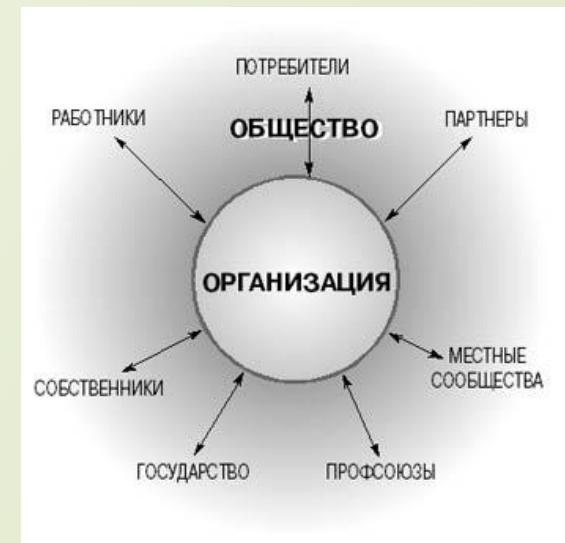 ПОТРЕБИТЕЛИ
РАБОТНИКИ
ОБЩЕСТВО
ПАРТНЕРЫ
ОРГАНИЗАЦИЯ
МЕСТНЫЕ
СООБЩЕСТВА
СОБСТВЕННИКИ
ГОСУДАРСТВО
ПРОФСОЮЗЫ